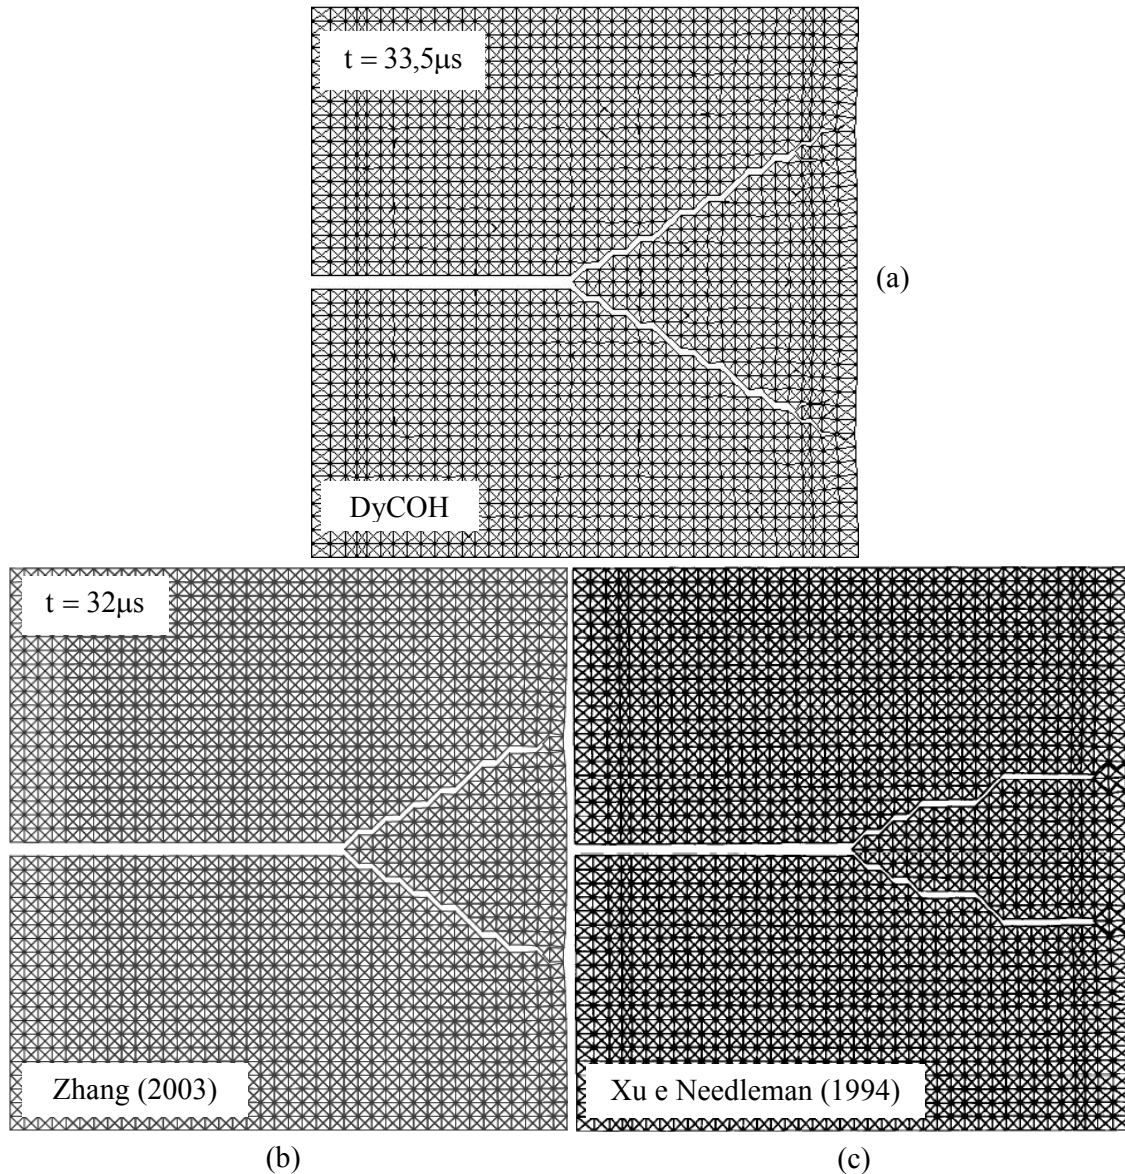 t = 33,5μs
(a)
DyCOH
t = 32μs
Zhang (2003)
Xu e Needleman (1994)
(b)
(c)